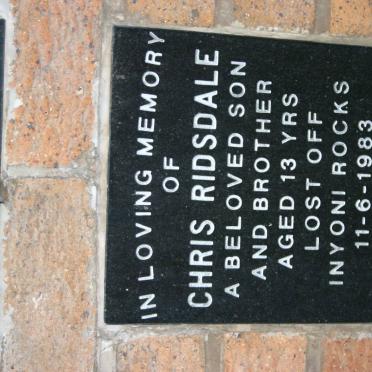 IN LOVING MEMORY
OF
CHRIS RIDSDALE
A BELOVED SON
AND BROTHER
AGED 13 YRS
LOST OFF
INYONI ROCKS
11-6-1983